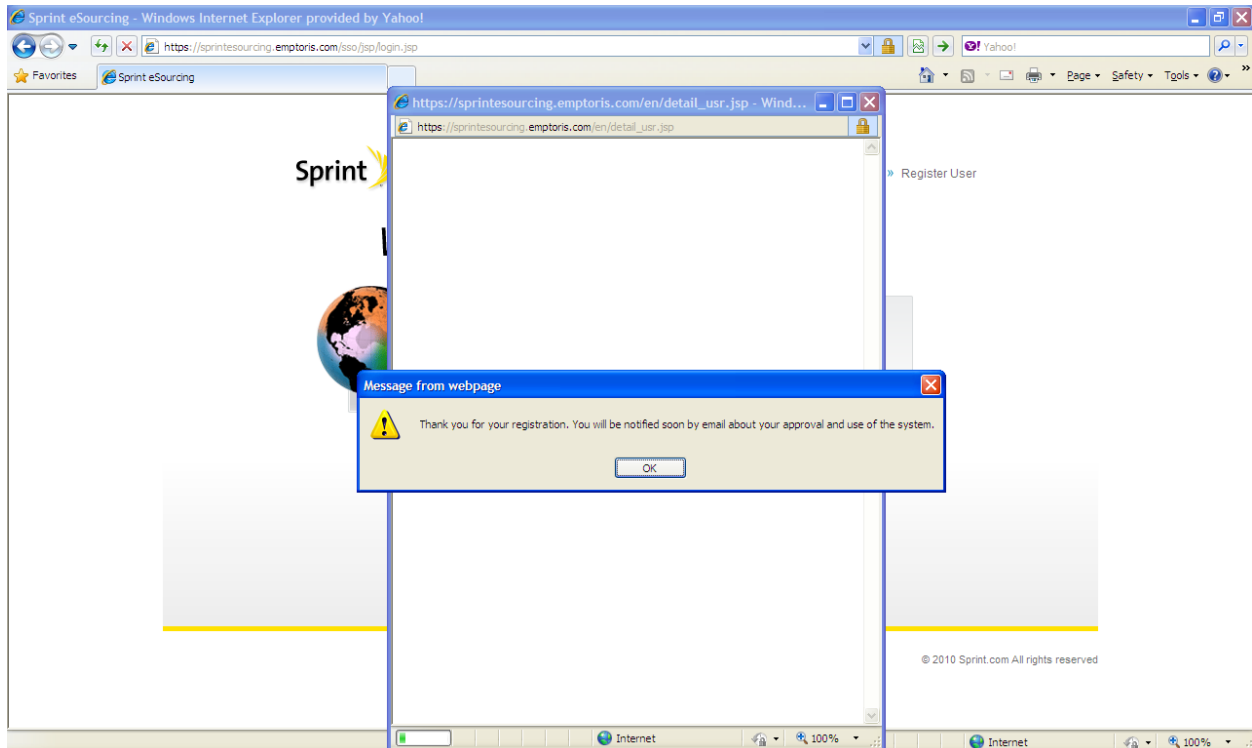 Sprint eSourcing - Windows Internet Explorer provided by Yahoo!
https://sprintesourcing.emptoris.com/sso/jsp/login.jsp
Yahoo!
Favorites
Sprint eSourcing
Page
Safety
Tools
»
https://sprintesourcing.emptoris.com/en/detail_usr.jsp - Wind...
https://sprintesourcing.emptoris.com/en/detail_usr.jsp
Sprint
» Register User
Message from webpage
Thank you for your registration. You will be notified soon by email about your approval and use of the system.
OK
© 2010 Sprint.com All rights reserved
Internet
100%
Internet
100%